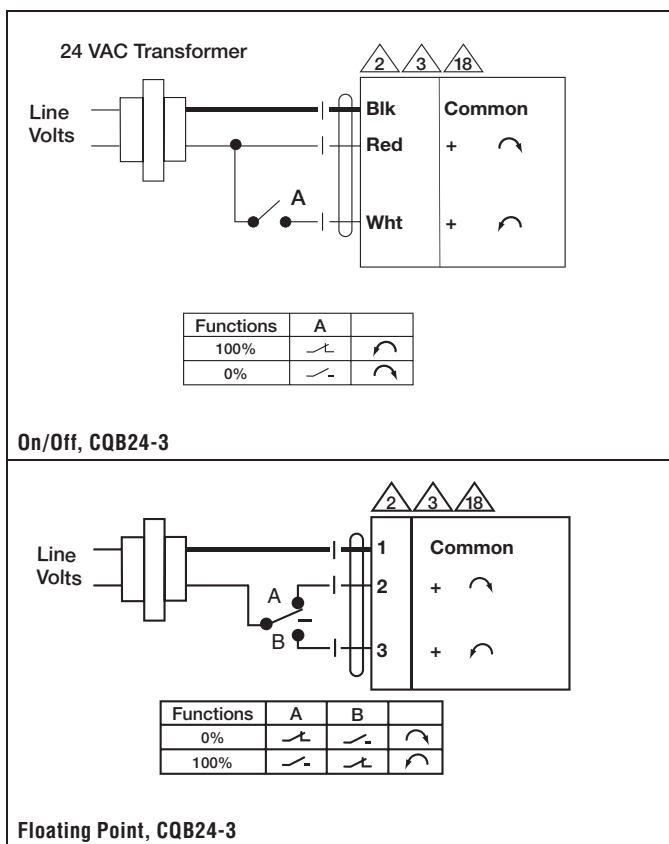 24 VAC Transformer
2 3 18
Line
Volts
Blk Common
Red +
A
Wht +
Functions A
100%
0%
On/Off, CQB24-3
2 3 18
Line
Volts
1 Common
A 2 +
B 3 +
Functions A B
0%
100%
Floating Point, CQB24-3